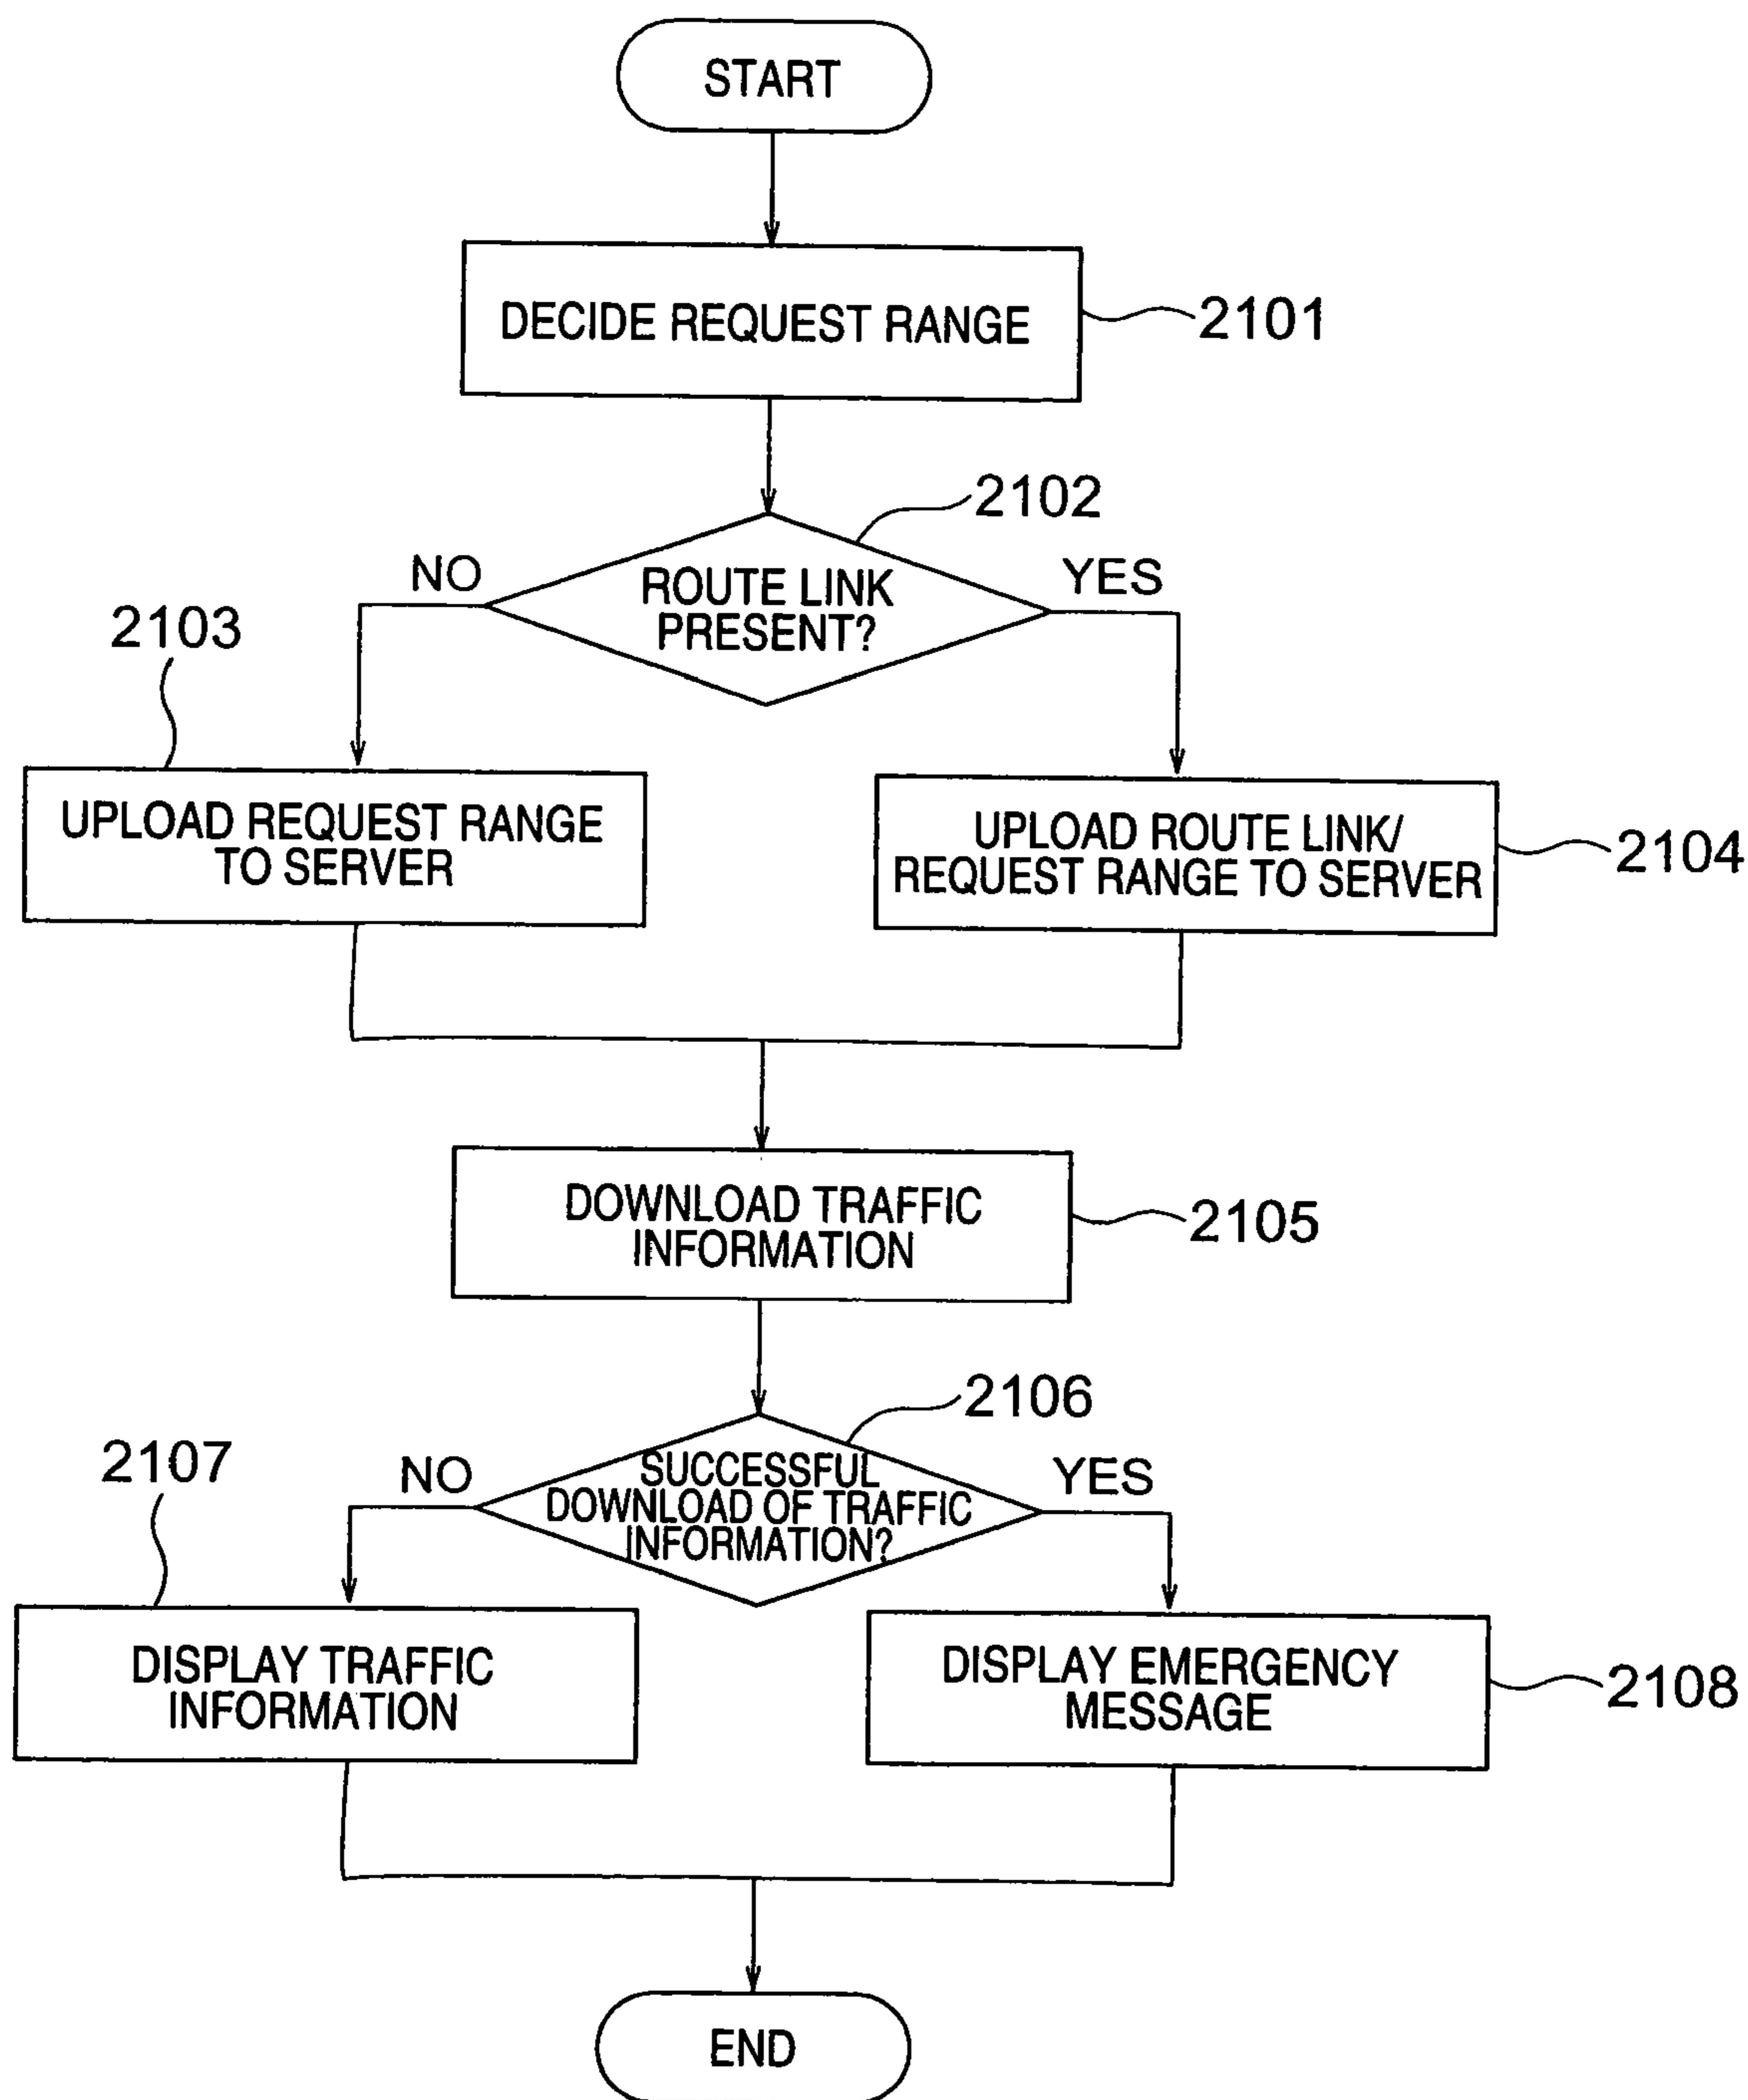 START
DECIDE REQUEST RANGE
2101
2102
NO
YES
ROUTE LINK
PRESENT?
2103
UPLOAD REQUEST RANGE
TO SERVER
UPLOAD ROUTE LINK/
REQUEST RANGE TO SERVER
2104
DOWNLOAD TRAFFIC
INFORMATION
2105
2106
NO
YES
SUCCESSFUL
DOWNLOAD OF TRAFFIC
INFORMATION?
2107
DISPLAY TRAFFIC
INFORMATION
DISPLAY EMERGENCY
MESSAGE
2108
END